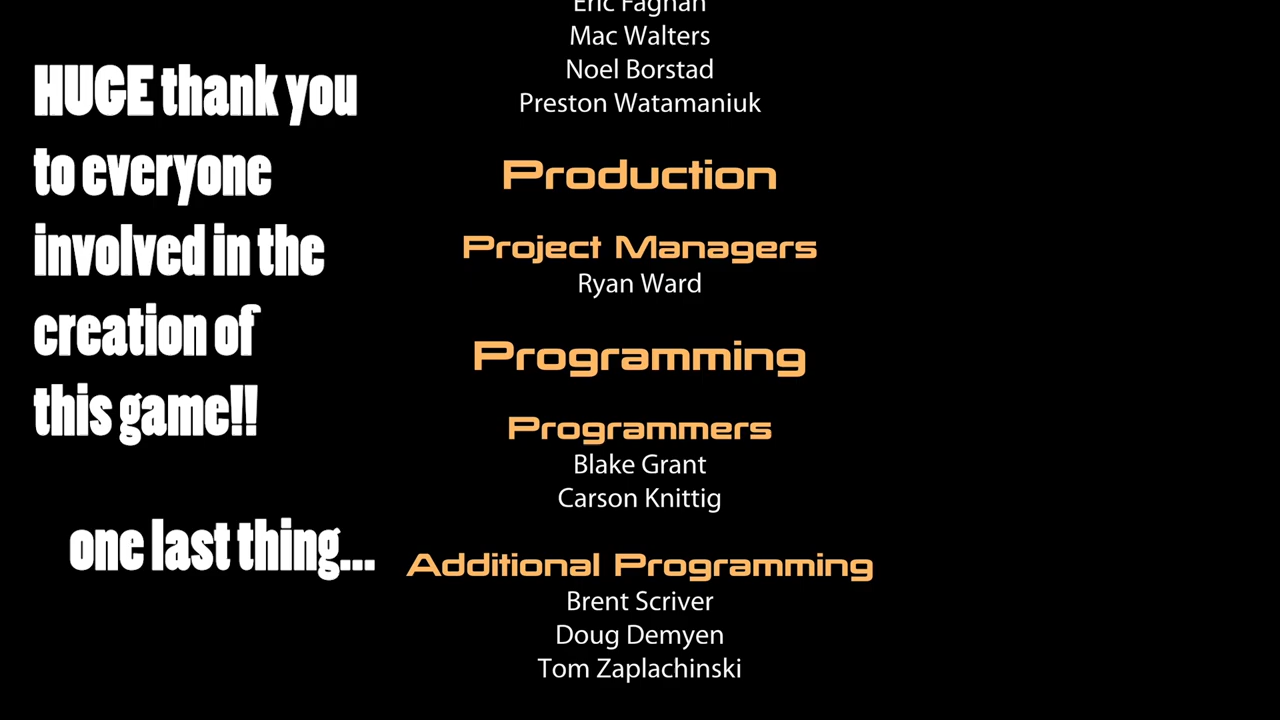 HUGE thank you
to everyone
involved in the
creation of
this game!!
one last thing...
Eric Fagnan
Mac Walters
Noel Borstad
Preston Watamaniuk
Production
Project Managers
Ryan Ward
Programming
Programmers
Blake Grant
Carson Knittig
Additional Programming
Brent Scriver
Doug Demyen
Tom Zaplachinski